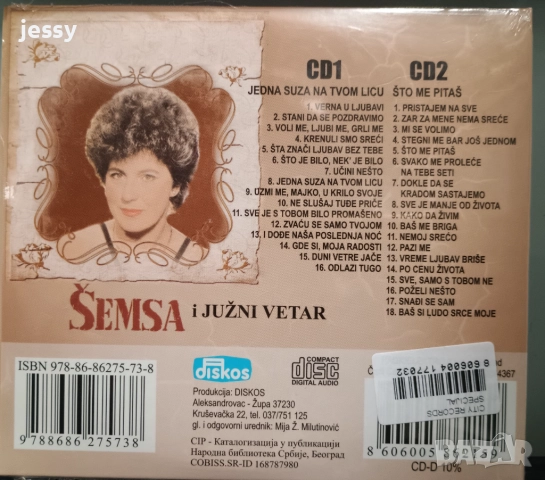 jessy
CD1
JEDNA SUZA NA TVOM LICU
1. VERNA U LJUBAVI
2. STANI DA SE POZDRAVIMO
3. VOLI ME, LJUBI ME, GRLI ME
4. KRENULI SMO SREĆI
5. ŠTA ZNAČI LJUBAV BEZ TEBE
6. ŠTO JE BILO, NEK' JE BILO
7. UČINI NEŠTO
8. JEDNA SUZA NA TVOM LICU
9. UZMI ME, MAJKO, U KRILO SVOJE
10. NE SLUŠAJ TUĐE PRIČE
11. SVE JE S TOBOM BILO PROMAŠENO
12. ZVAĆU SE SAMO TVOJOM
13. I DOĐE NAŠA POSLEDNJA NOĆ
14. GDE SI, MOJA RADOSTI
15. DUNI VETRE JAČE
16. ODLAZI TUGO
CD2
ŠTO ME PITAŠ
1. PRISTAJEM NA SVE
2. ZAR ZA MENE NEMA SREĆE
3. MI SE VOLIMO
4. STEGNI ME BAR JOŠ JEDNOM
5. ŠTO ME PITAŠ
6. SVAKO ME PROLEĆE
NA TEBE SETI
7. DOKLE DA SE
KRADOM SASTAJEMO
8. SVE JE MANJE OD ŽIVOTA
9. KAKO DA ŽIVIM
10. BAŠ ME BRIGA
11. NEMOJ SREĆO
12. PAZI ME
13. VREME LJUBAV BRIŠE
14. PO CENU ŽIVOTA
15. SVE, SAMO S TOBOM NE
16. POŽELI NEŠTO
17. SNAĐI SE SAM
18. BAŠ SI LUDO SRCE MOJE
ŠEMSA i JUŽNI VETAR
ISBN 978-86-86275-73-8
9 788686 275738
diskos
COMPACT
disc
DIGITAL AUDIO
Produkcija: DISKOS
Aleksandrovac - Župa 37230
Kruševačka 22, tel. 037/751 125
gl. i odgovorni urednik: Mija Ž. Milutinović
CIP - Каталогизација у публикацији
Народна библиотека Србије, Београд
COBISS.SR-ID 168787980
8 606004 177032
CITY RECORDS
SPECIJAL
4367
CD-D 10%